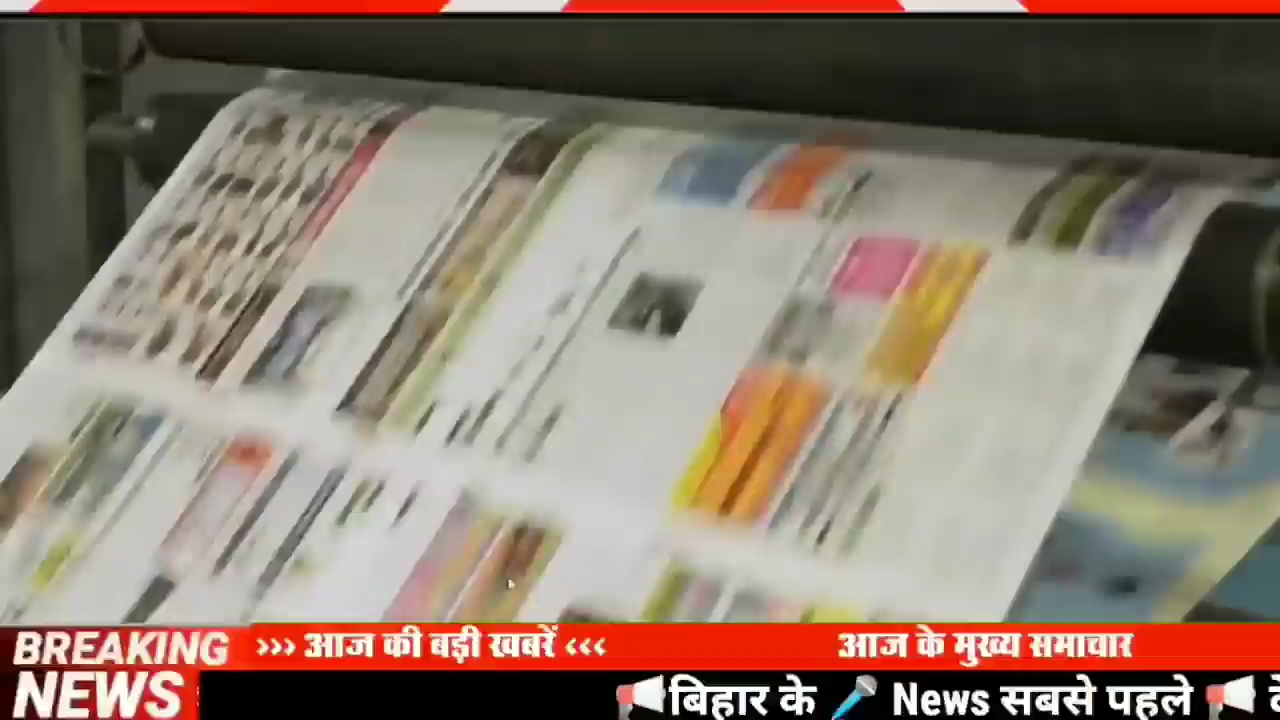 BREAKING
NEWS
>>> आज की बड़ी खबरें <<<
आज के मुख्य समाचार
बिहार के News सबसे पहले